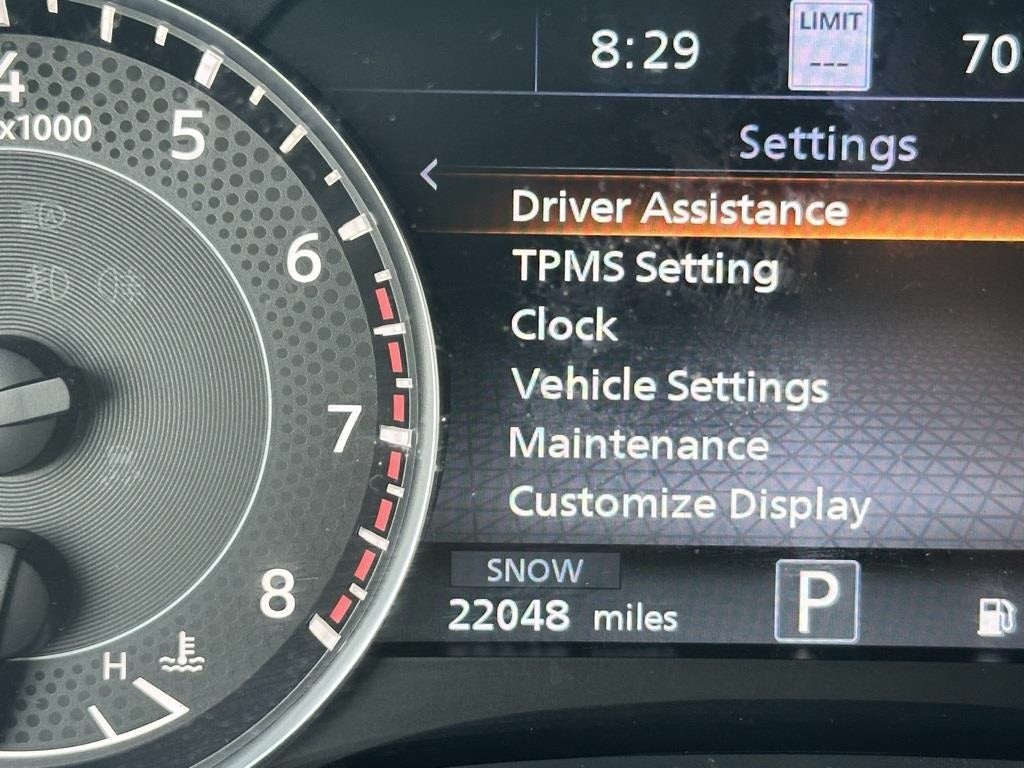 8:29
LIMIT
---
70
Settings
<
Driver Assistance
TPMS Setting
Clock
Vehicle Settings
Maintenance
Customize Display
SNOW
22048 miles
P
4
x1000
5
6
7
8
H